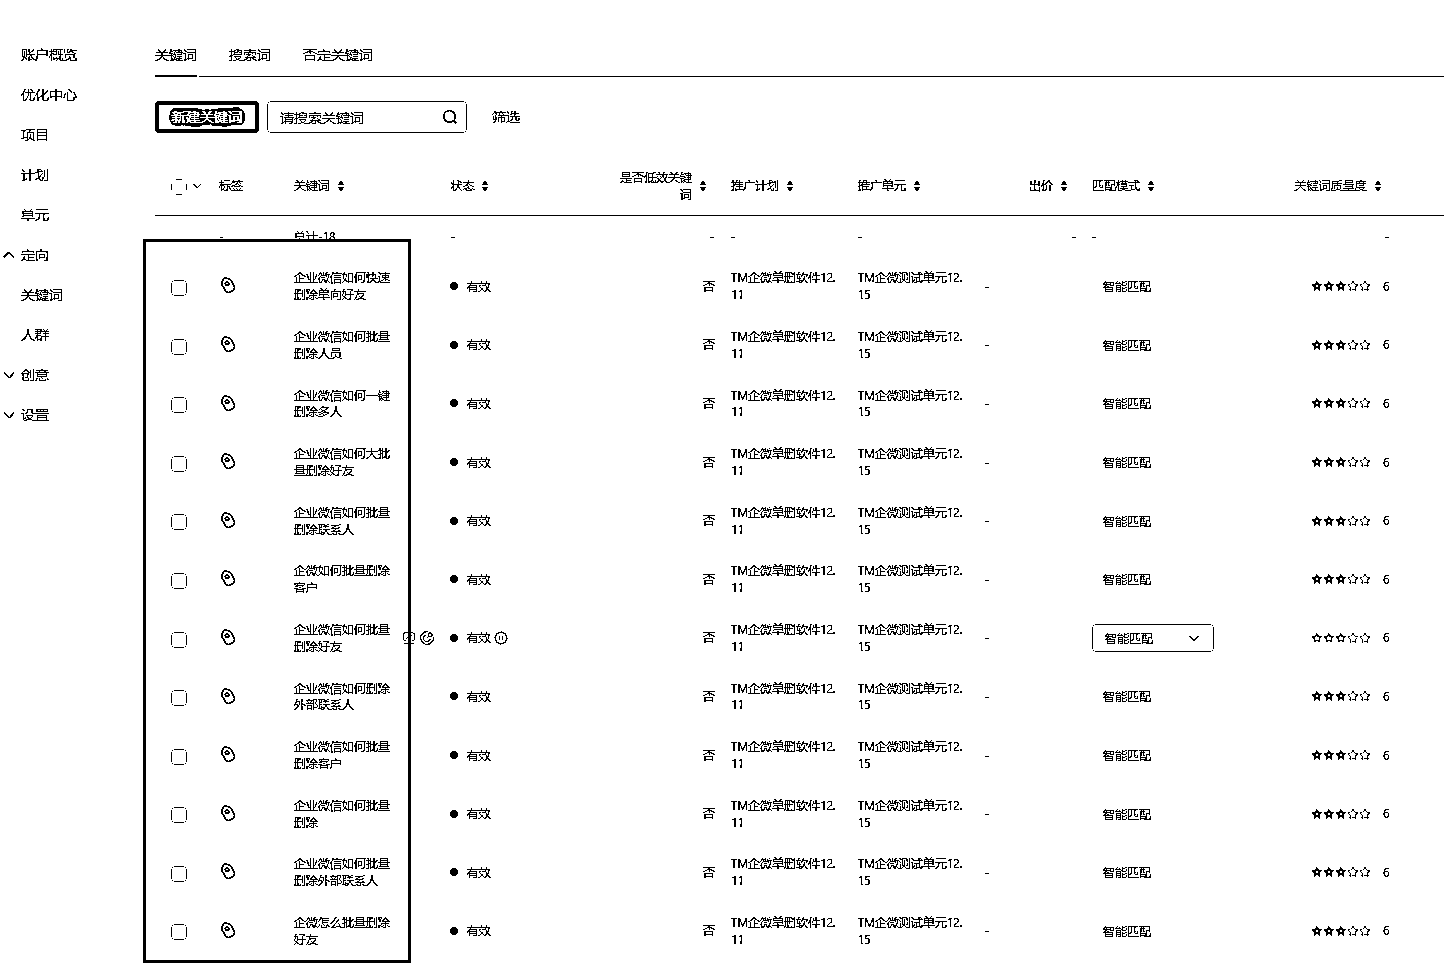 账户概览
优化中心
项目
计划
单元
定向
关键词
人群
创意
设置
关键词 搜索词 否定关键词
新建关键词 请搜索关键词 筛选
标签 关键词 状态 是否低效关键词 推广计划 推广单元 出价 匹配模式 关键词质量度
- 总计-18 - - - - - - -
企业微信如何快速 有效 否 TM企微单删软件12. TM企微测试单元12. - 智能匹配 6
删除单向好友 11 15
企业微信如何批量 有效 否 TM企微单删软件12. TM企微测试单元12. - 智能匹配 6
删除人员 11 15
企业微信如何一键 有效 否 TM企微单删软件12. TM企微测试单元12. - 智能匹配 6
删除多人 11 15
企业微信如何大批 有效 否 TM企微单删软件12. TM企微测试单元12. - 智能匹配 6
量删除好友 11 15
企业微信如何批量 有效 否 TM企微单删软件12. TM企微测试单元12. - 智能匹配 6
删除联系人 11 15
企微如何批量删除 有效 否 TM企微单删软件12. TM企微测试单元12. - 智能匹配 6
客户 11 15
企业微信如何批量 有效 否 TM企微单删软件12. TM企微测试单元12. - 智能匹配 6
删除好友 11 15
企业微信如何删除 有效 否 TM企微单删软件12. TM企微测试单元12. - 智能匹配 6
外部联系人 11 15
企业微信如何批量 有效 否 TM企微单删软件12. TM企微测试单元12. - 智能匹配 6
删除客户 11 15
企业微信如何批量 有效 否 TM企微单删软件12. TM企微测试单元12. - 智能匹配 6
删除 11 15
企业微信如何批量 有效 否 TM企微单删软件12. TM企微测试单元12. - 智能匹配 6
删除外部联系人 11 15
企微怎么批量删除 有效 否 TM企微单删软件12. TM企微测试单元12. - 智能匹配 6
好友 11 15